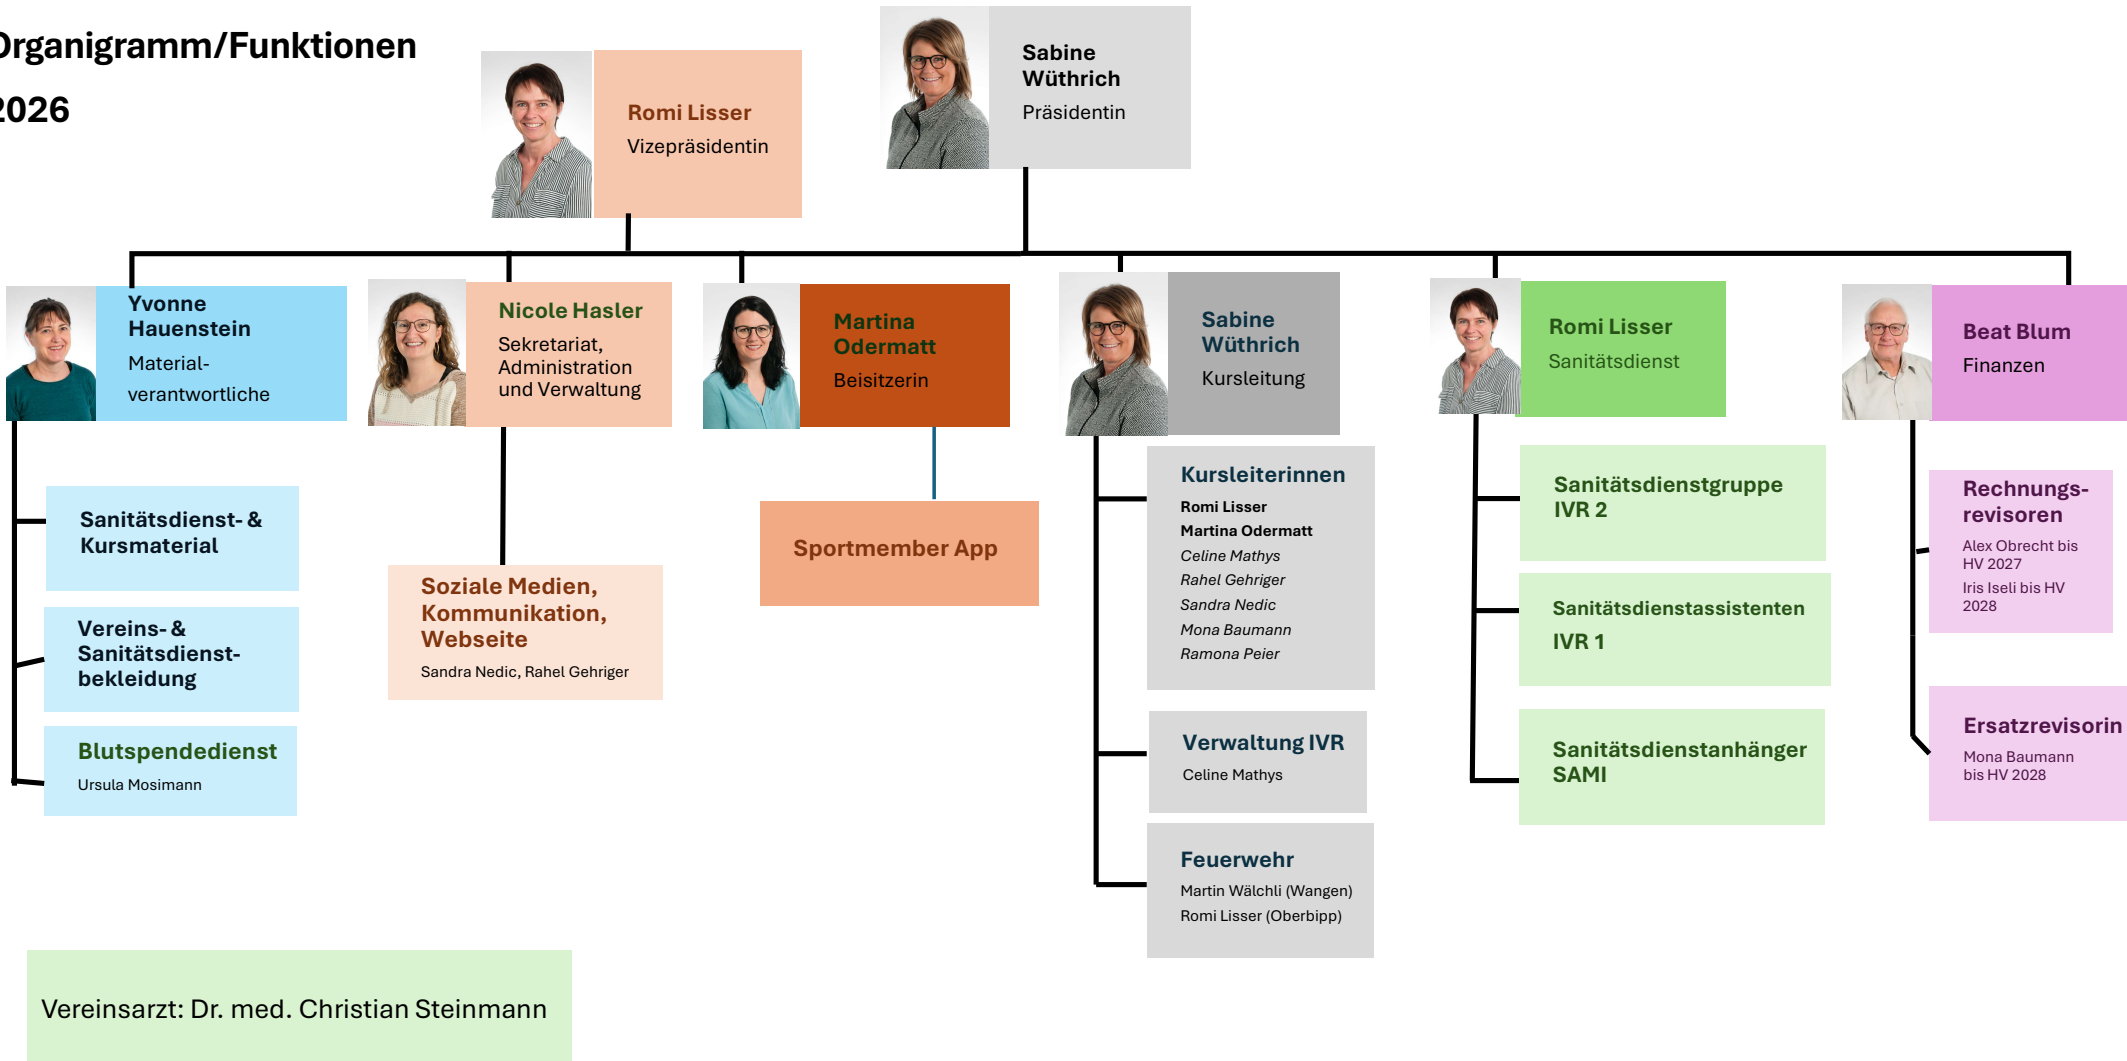 Organigramm/Funktionen
2026
Romi Lisser
Vizepräsidentin
Sabine
Wüthrich
Präsidentin
Yvonne
Hauenstein
Material-
verantwortliche
Nicole Hasler
Sekretariat,
Administration
und Verwaltung
Martina
Odermatt
Beisitzerin
Sabine
Wüthrich
Kursleitung
Romi Lisser
Sanitätsdienst
Beat Blum
Finanzen
Sanitätsdienst- &
Kursmaterial
Vereins- &
Sanitätsdienst-
bekleidung
Blutspendedienst
Ursula Mosimann
Soziale Medien,
Kommunikation,
Webseite
Sandra Nedic, Rahel Gehriger
Sportmember App
Kursleiterinnen
Romi Lisser
Martina Odermatt
Celine Mathys
Rahel Gehriger
Sandra Nedic
Mona Baumann
Ramona Peier
Verwaltung IVR
Celine Mathys
Feuerwehr
Martin Wälchli (Wangen)
Romi Lisser (Oberbipp)
Sanitätsdienstgruppe
IVR 2
Sanitätsdienstassistenten
IVR 1
Sanitätsdienstanhänger
SAMI
Rechnungs-
revisoren
Alex Obrecht bis
HV 2027
Iris Iseli bis HV
2028
Ersatzrevisorin
Mona Baumann
bis HV 2028
Vereinsarzt: Dr. med. Christian Steinmann